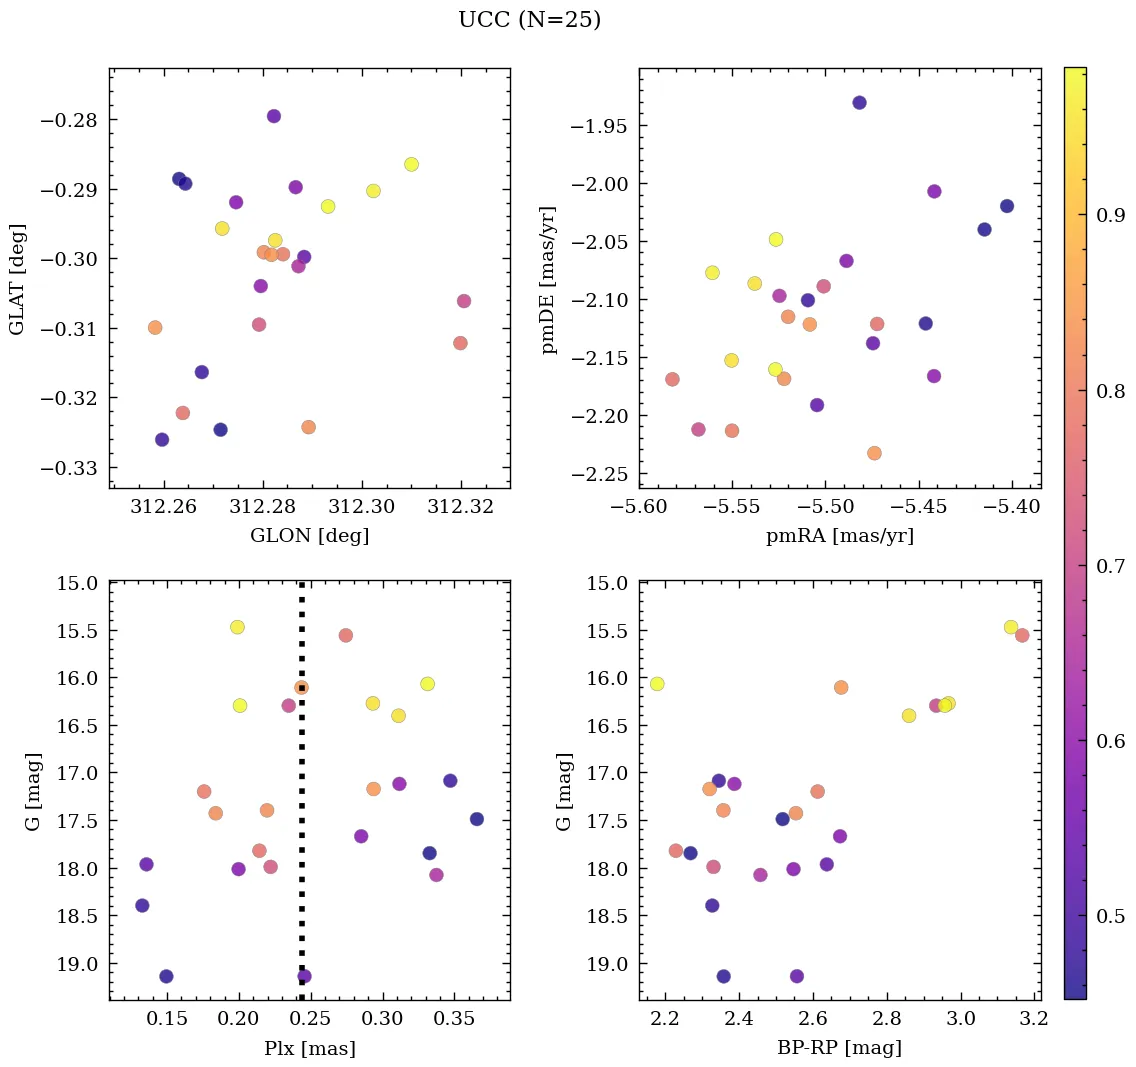 UCC (N=25)
−0.28
−0.29
−0.30
−0.31
−0.32
−0.33
GLAT [deg]
312.26 312.28 312.30 312.32
GLON [deg]
−1.95
−2.00
−2.05
−2.10
−2.15
−2.20
−2.25
pmDE [mas/yr]
−5.60 −5.55 −5.50 −5.45 −5.40
pmRA [mas/yr]
0.9
0.8
0.7
0.6
0.5
15.0
15.5
16.0
16.5
17.0
17.5
18.0
18.5
19.0
G [mag]
0.15 0.20 0.25 0.30 0.35
Plx [mas]
15.0
15.5
16.0
16.5
17.0
17.5
18.0
18.5
19.0
G [mag]
2.2 2.4 2.6 2.8 3.0 3.2
BP-RP [mag]